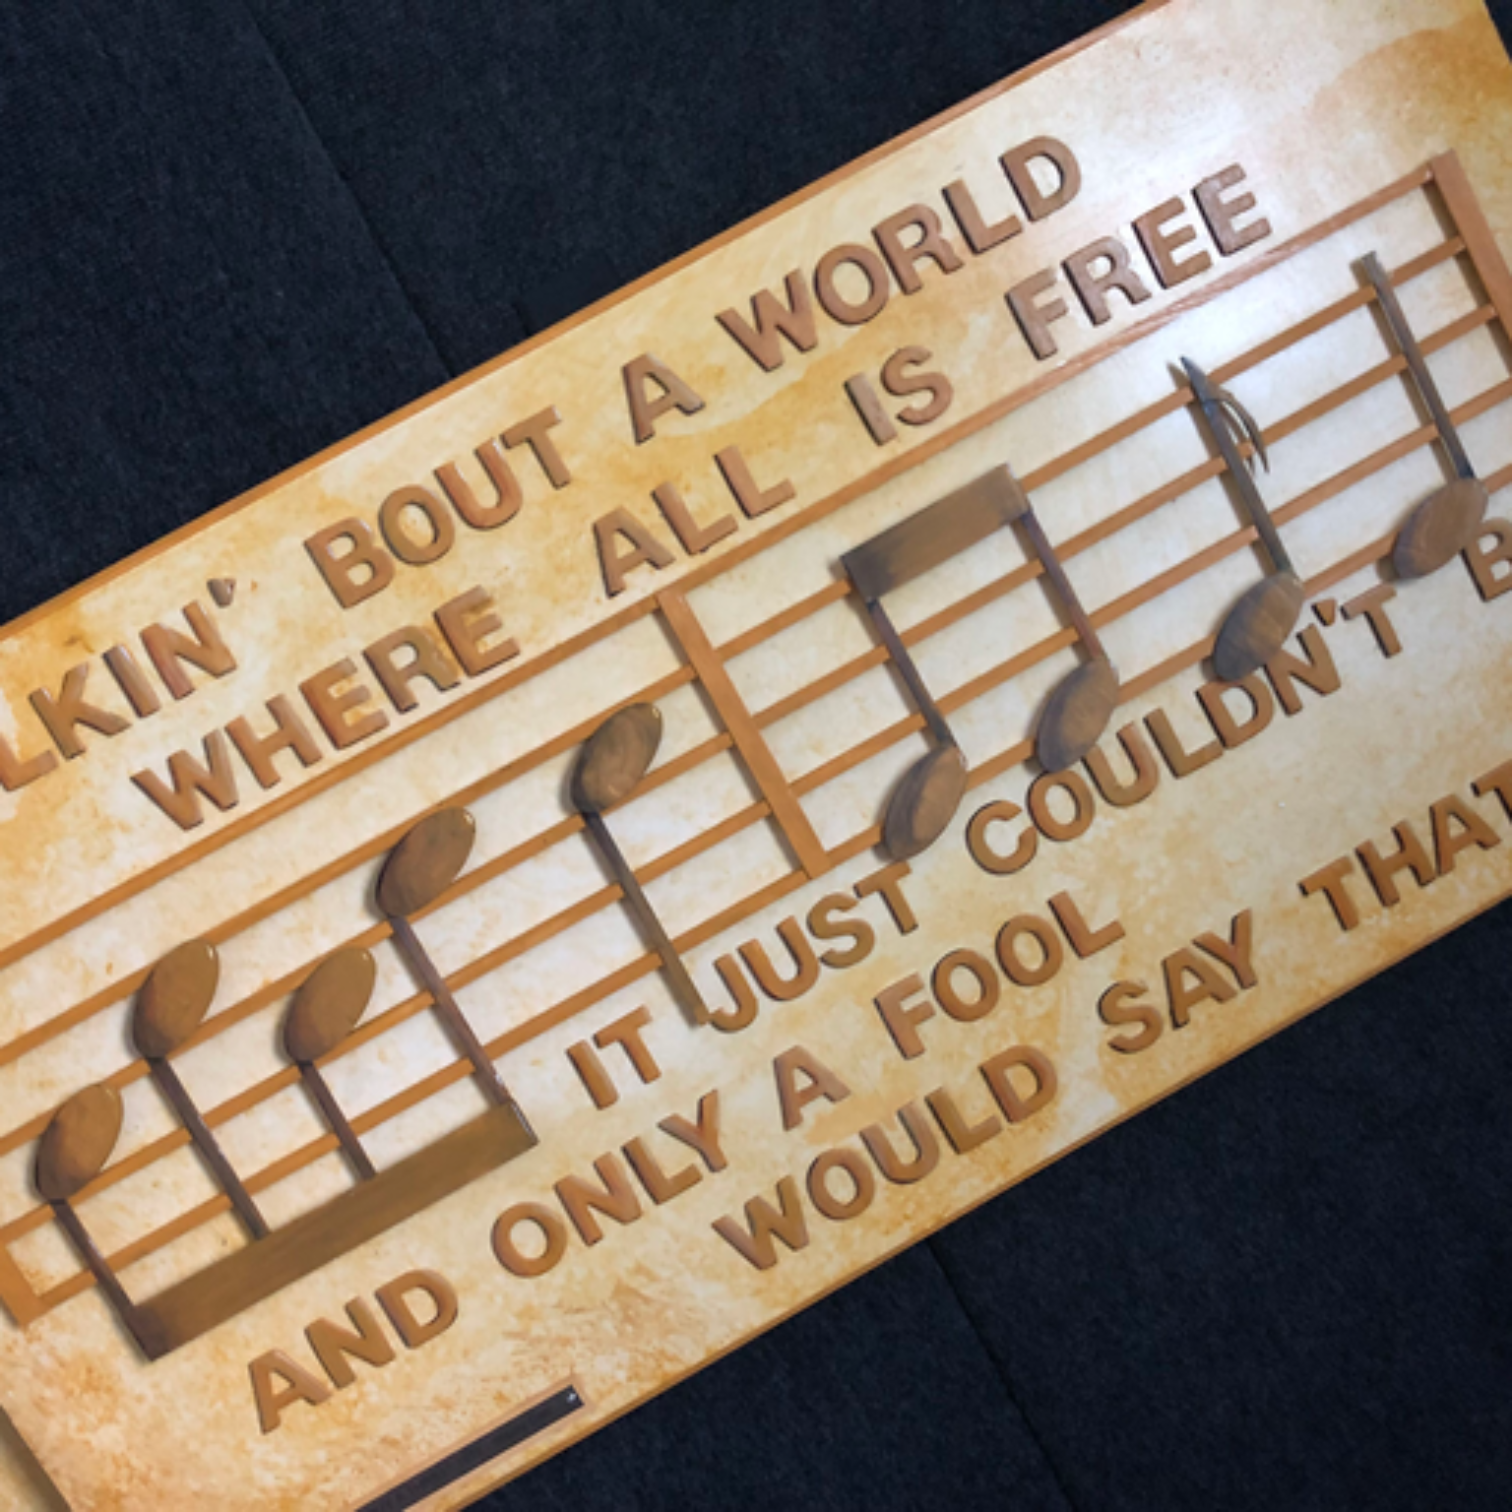 LKIN' BOUT A WORLD
WHERE ALL IS FREE
IT JUST COULDN'T B
AND ONLY A FOOL
WOULD SAY THAT